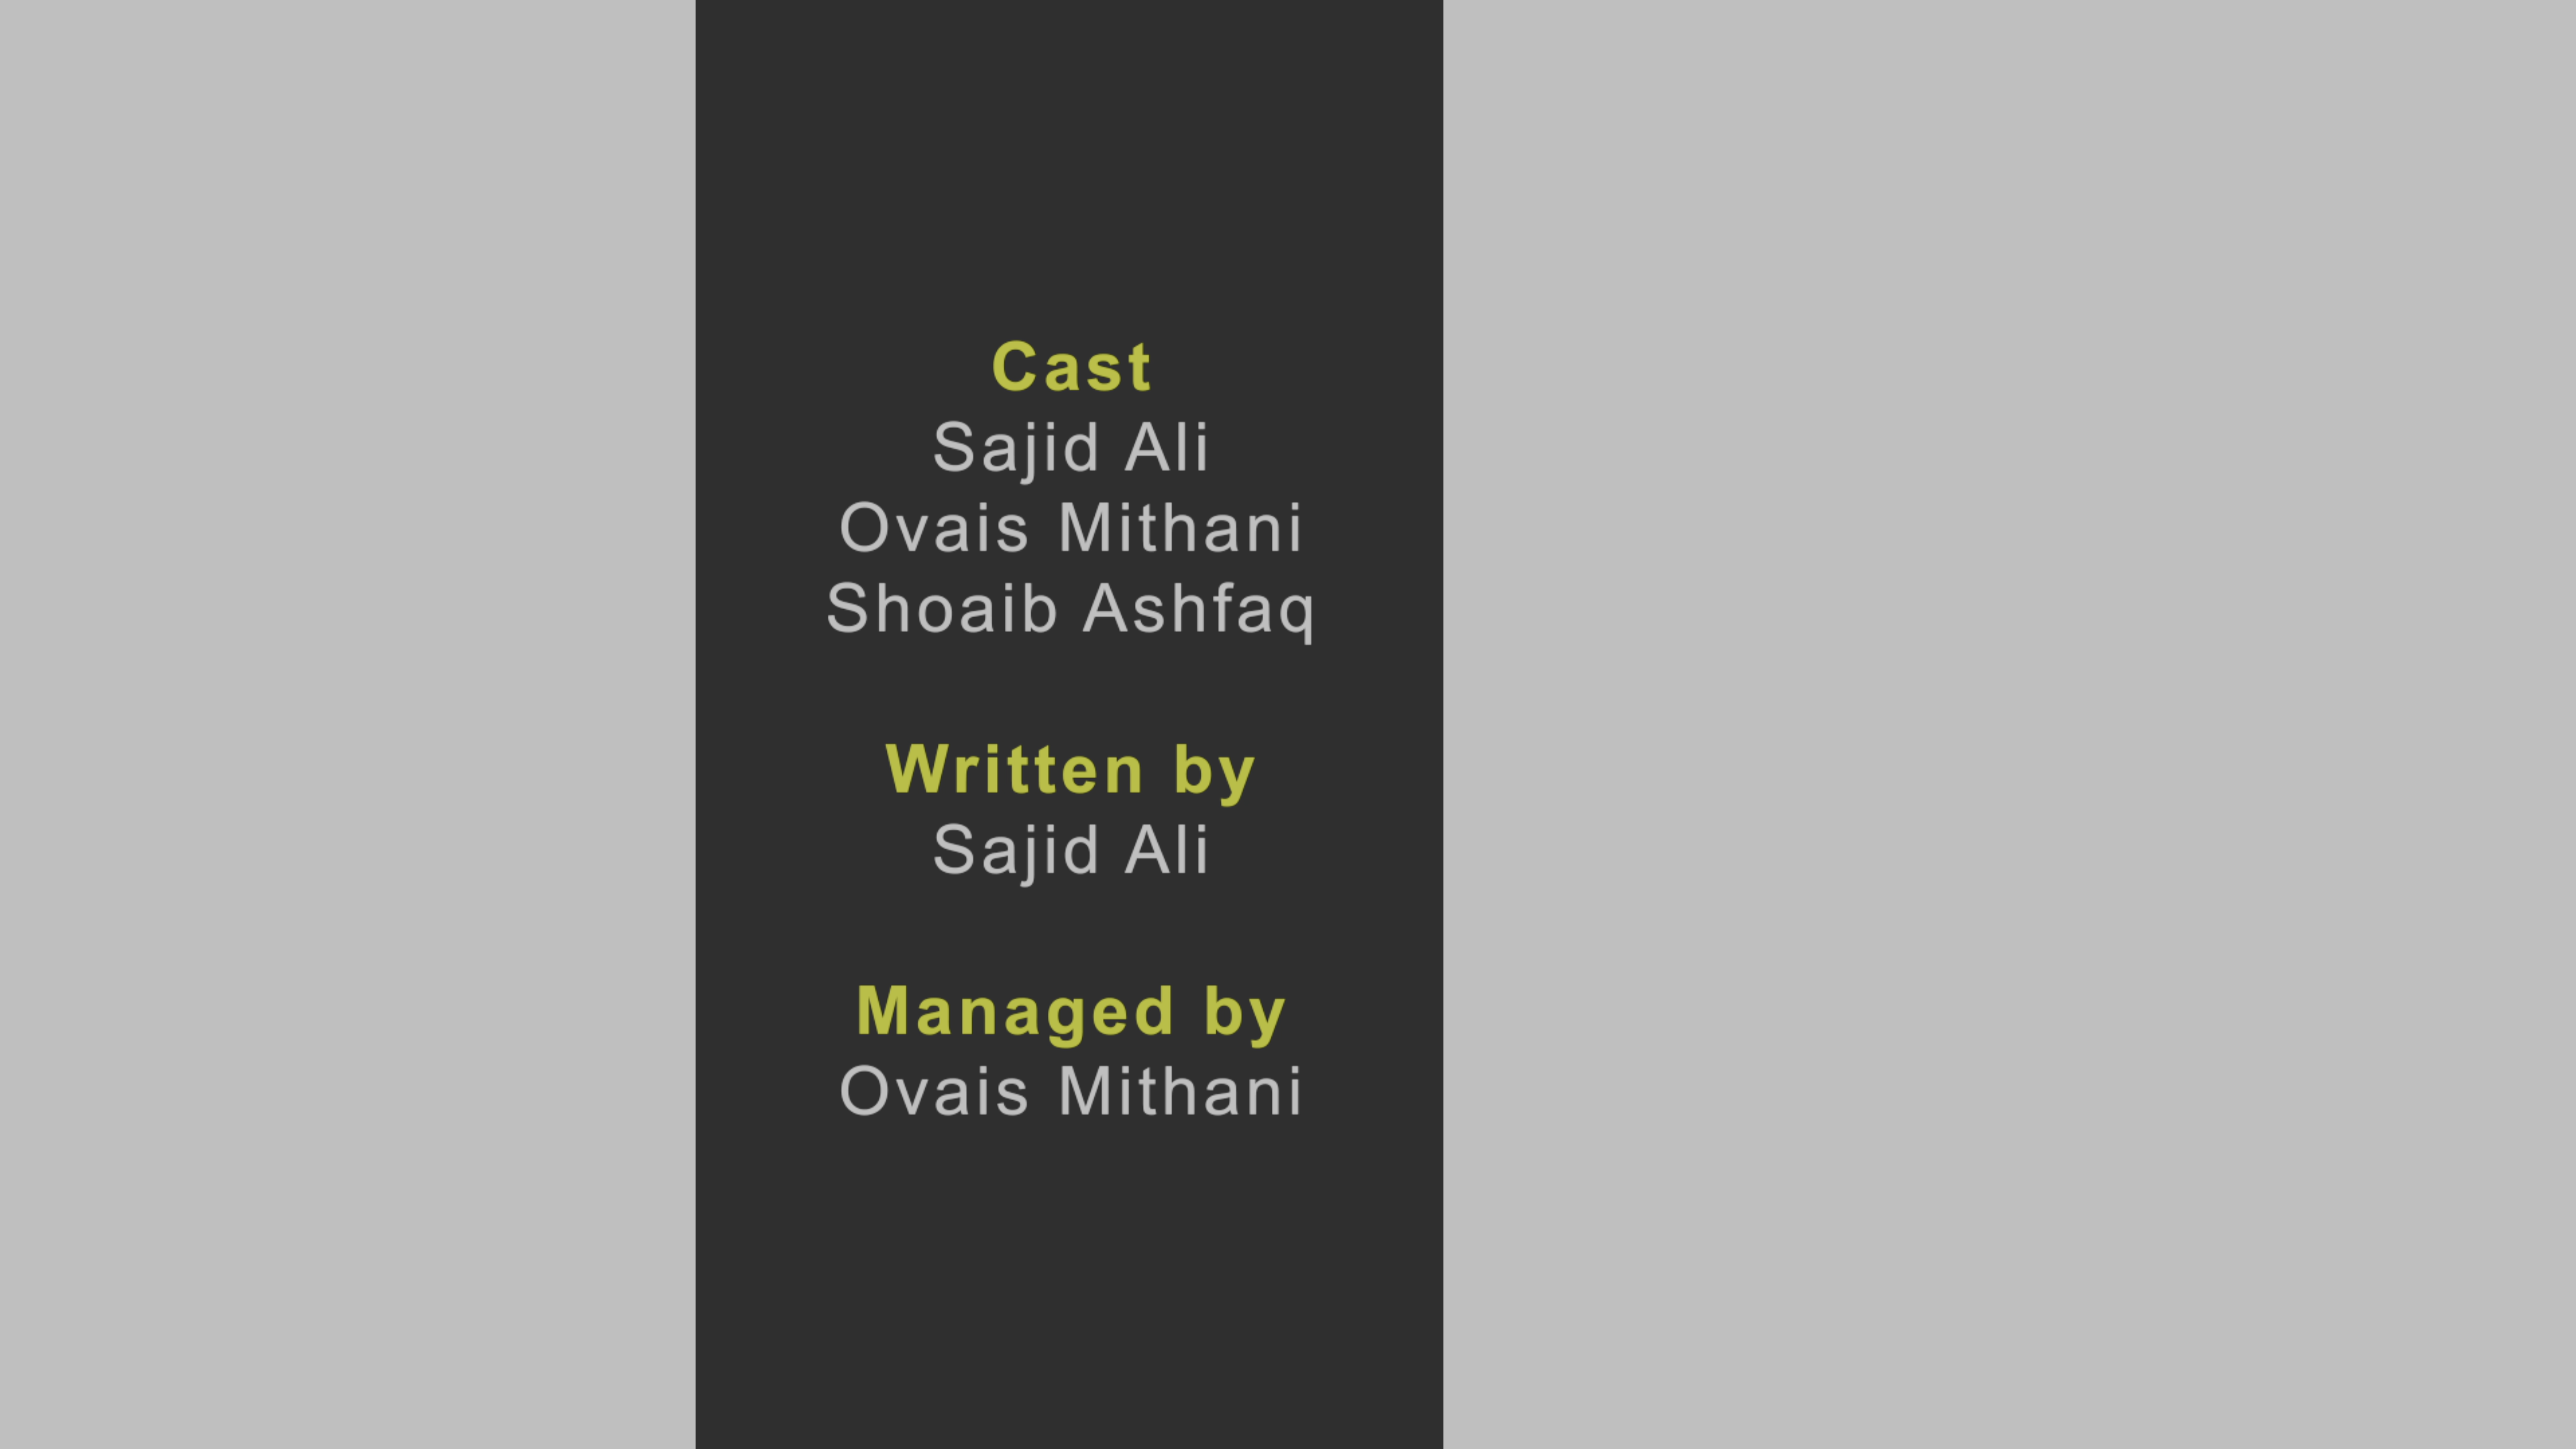 Cast
Sajid Ali
Ovais Mithani
Shoaib Ashfaq
Written by
Sajid Ali
Managed by
Ovais Mithani